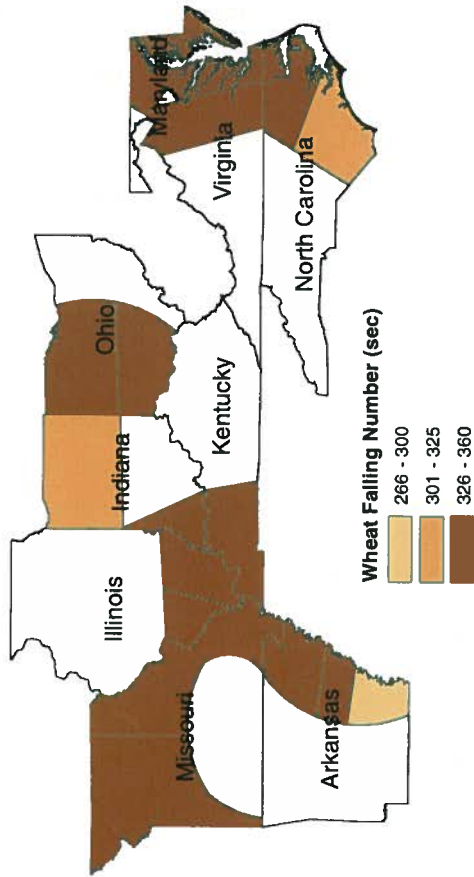 Maryland
Virginia
North Carolina
Ohio
Kentucky
Indiana
Illinois
Missouri
Arkansas
Wheat Falling Number (sec)
266 - 300
301 - 325
326 - 360